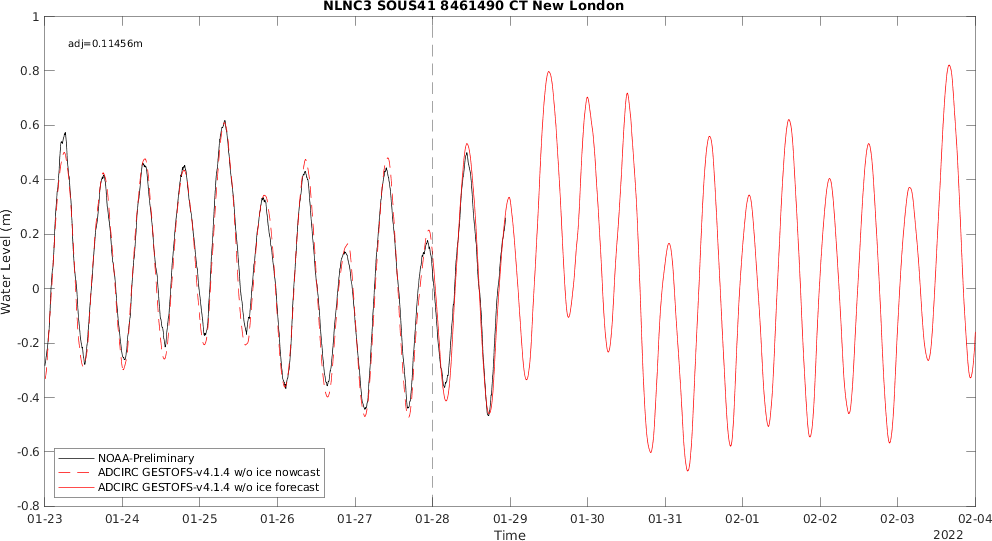 NLNC3 SOUS41 8461490 CT New London
adj=0.11456m
1
0.8
0.6
0.4
0.2
0
-0.2
-0.4
-0.6
-0.8
Water Level (m)
NOAA-Preliminary
ADCIRC GESTOFS-v4.1.4 w/o ice nowcast
ADCIRC GESTOFS-v4.1.4 w/o ice forecast
01-23 01-24 01-25 01-26 01-27 01-28 01-29 01-30 01-31 02-01 02-02 02-03 02-04
Time
2022